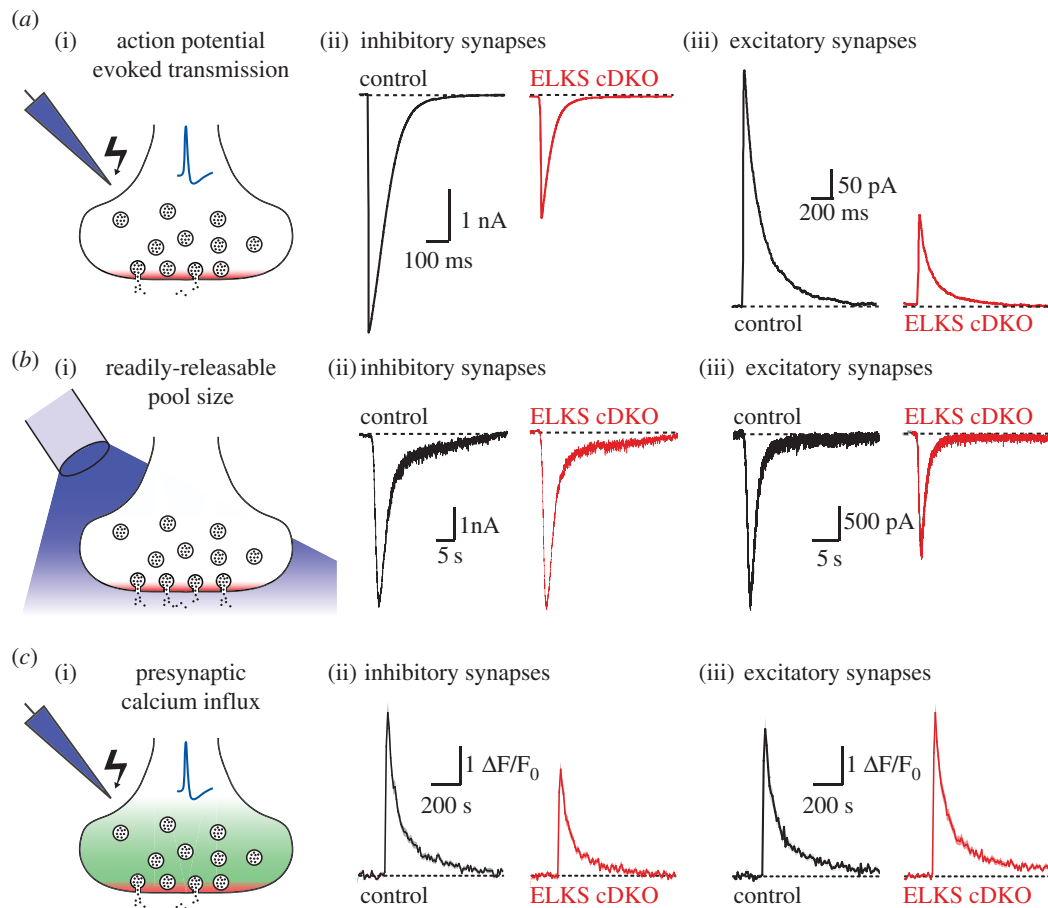 (a)
(i) action potential
evoked transmission
(ii) inhibitory synapses
control
ELKS cDKO
1 nA
100 ms
(iii) excitatory synapses
50 pA
200 ms
control
ELKS cDKO
(b)
(i) readily-releasable
pool size
(ii) inhibitory synapses
control
ELKS cDKO
1nA
5 s
(iii) excitatory synapses
control
ELKS cDKO
500 pA
5 s
(c)
(i) presynaptic
calcium influx
(ii) inhibitory synapses
1 ΔF/F0
200 s
control
ELKS cDKO
(iii) excitatory synapses
1 ΔF/F0
200 s
control
ELKS cDKO